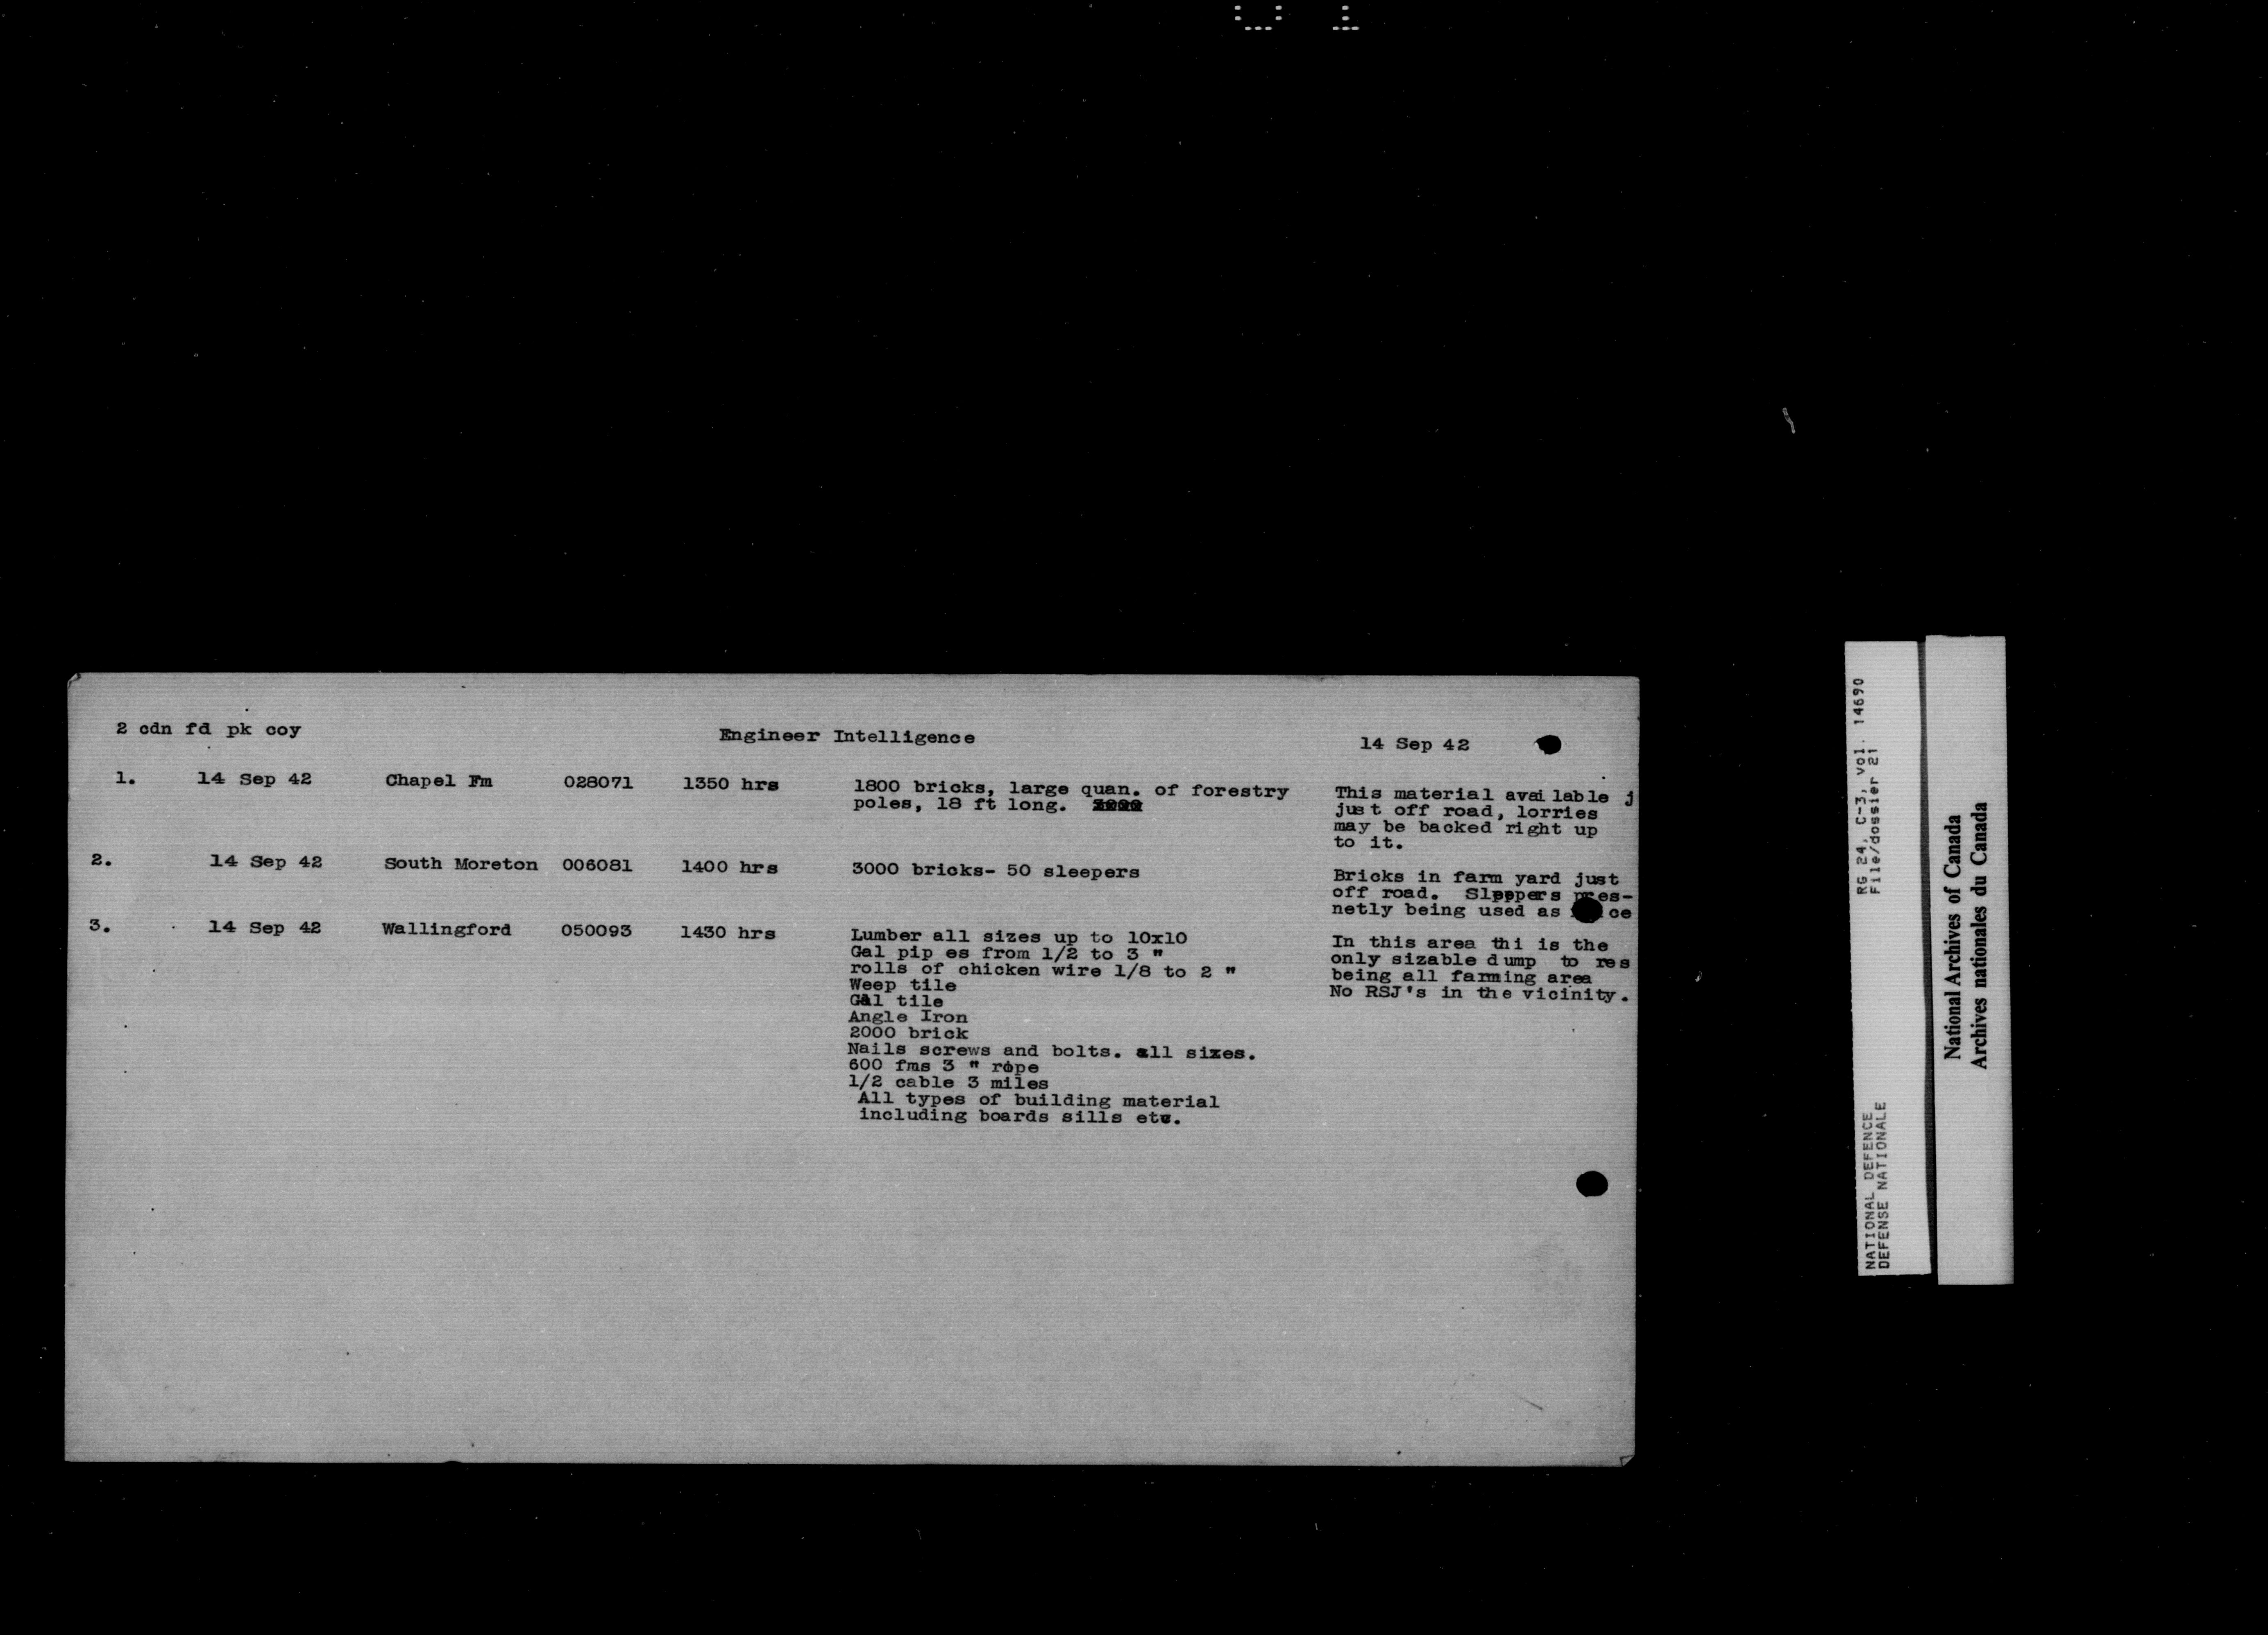 2 cdn fd pk coy Engineer Intelligence 14 Sep 42
1. 14 Sep 42 Chapel Fm 028071 1350 hrs
1800 bricks, large quan. of forestry
poles, 18 ft long.
This material avai lable j
just off road, lorries
may be backed right up
to it.
2. 14 Sep 42 South Moreton 006081 1400 hrs 3000 bricks- 50 sleepers
Bricks in farm yard just
off road. Sleppers pres-
netly being used as
3. 14 Sep 42 Wallingford 050093 1430 hrs
Lumber all sizes up to 10x10
Gal pip es from 1/2 to 3 "
rolls of chicken wire 1/8 to 2 "
Weep tile
Gal tile
Angle Iron
2000 brick
Nails screws and bolts. all sizes.
600 fms 3 " rope
1/2 cable 3 miles
All types of building material
including boards sills etc.
In this area thi is the
only sizable dump to res
being all farming area
No RSJ's in the vicinity.
RG 24, C-3, vol. 14690
File/dossier 21
NATIONAL DEFENCE
DEFENSE NATIONALE
National Archives of Canada
Archives nationales du Canada